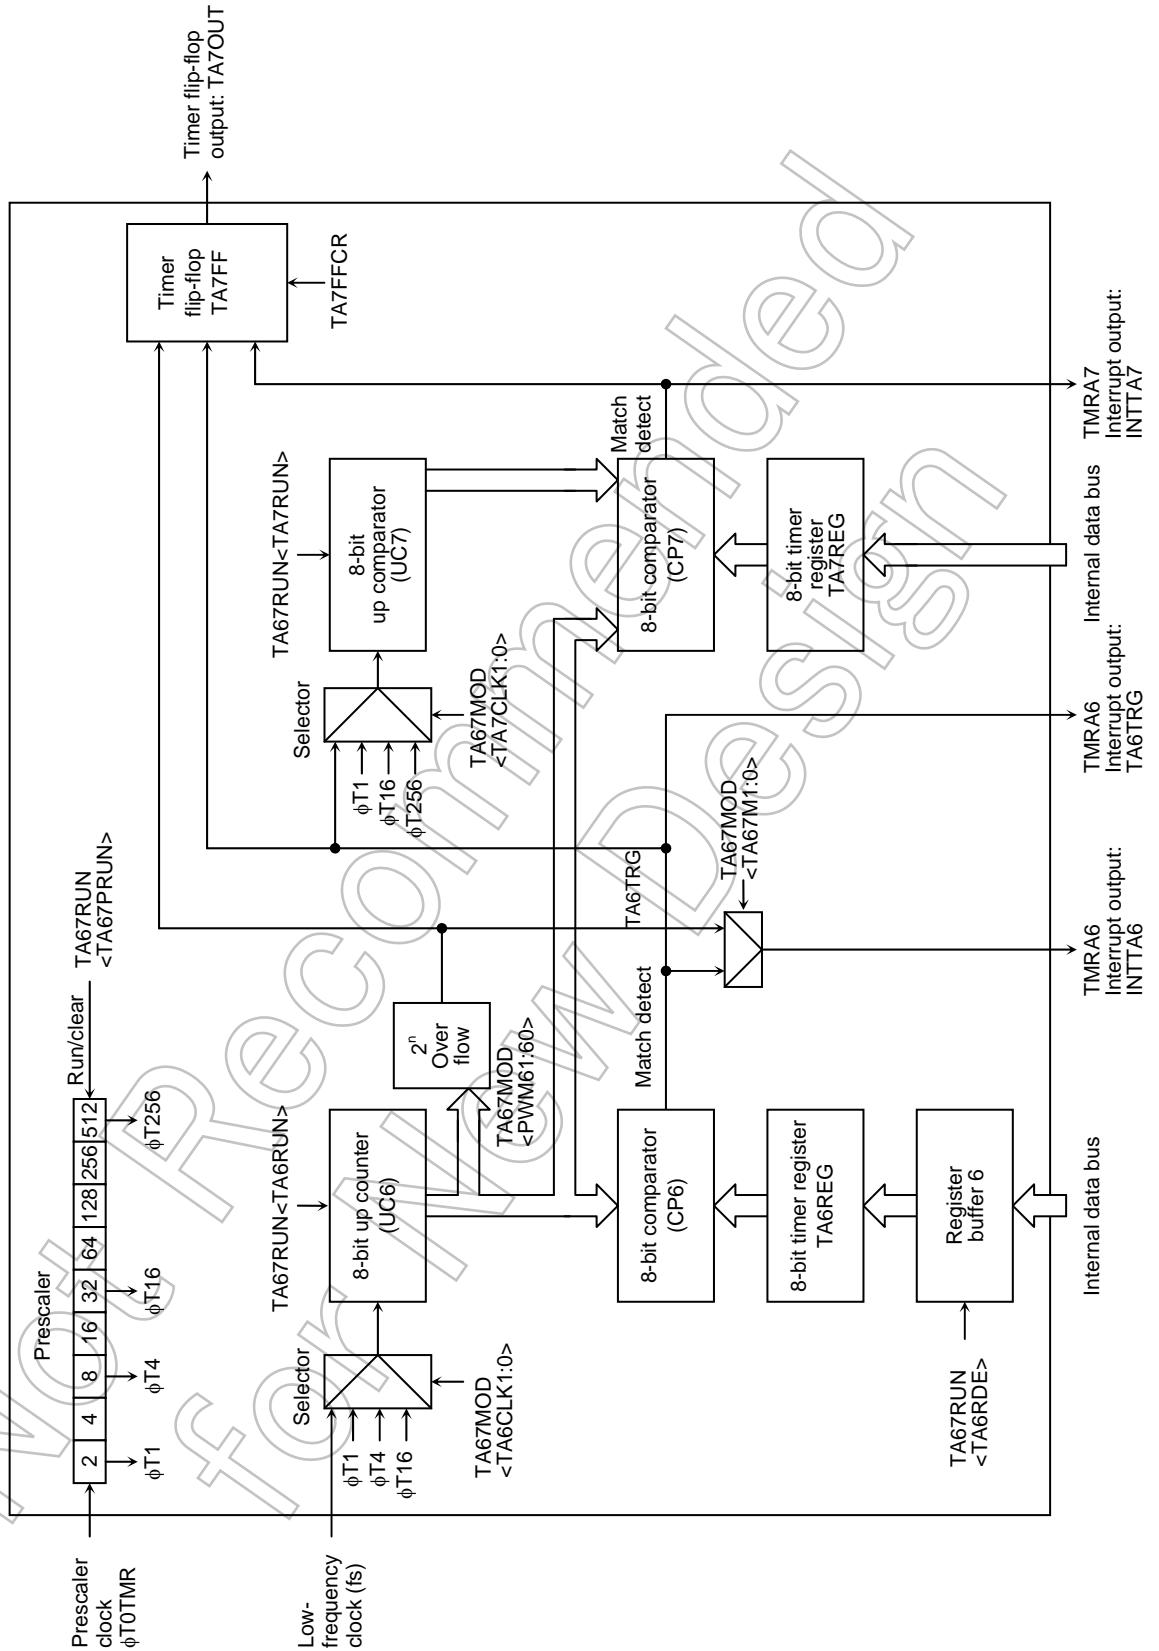 Prescaler
Prescaler
clock
ϕT0TMR
2
4
8
16
32
64
128
256
512
Run/clear
TA67RUN
<TA67PRUN>
ϕT1
ϕT4
ϕT16
ϕT256
Low-
frequency
clock (fs)
Selector
ϕT1
ϕT4
ϕT16
TA67MOD
<TA6CLK1:0>
TA67RUN<TA6RUN>
8-bit up counter
(UC6)
2n
Over
flow
TA67MOD
<PWM61:60>
Selector
ϕT1
ϕT16
ϕT256
TA67MOD
<TA7CLK1:0>
TA67RUN<TA7RUN>
8-bit
up comparator
(UC7)
Timer
flip-flop
TA7FF
TA7FFCR
Timer flip-flop
output: TA7OUT
8-bit comparator
(CP6)
Match detect
TA6TRG
8-bit comparator
(CP7)
Match
detect
8-bit timer register
TA6REG
TA67MOD
<TA67M1:0>
8-bit timer
register
TA7REG
TA67RUN
<TA6RDE>
Register
buffer 6
Internal data bus
TMRA6
Interrupt output:
INTTA6
TMRA6
Interrupt output:
TA6TRG
Internal data bus
TMRA7
Interrupt output:
INTTA7
Not Recommended
for New Design